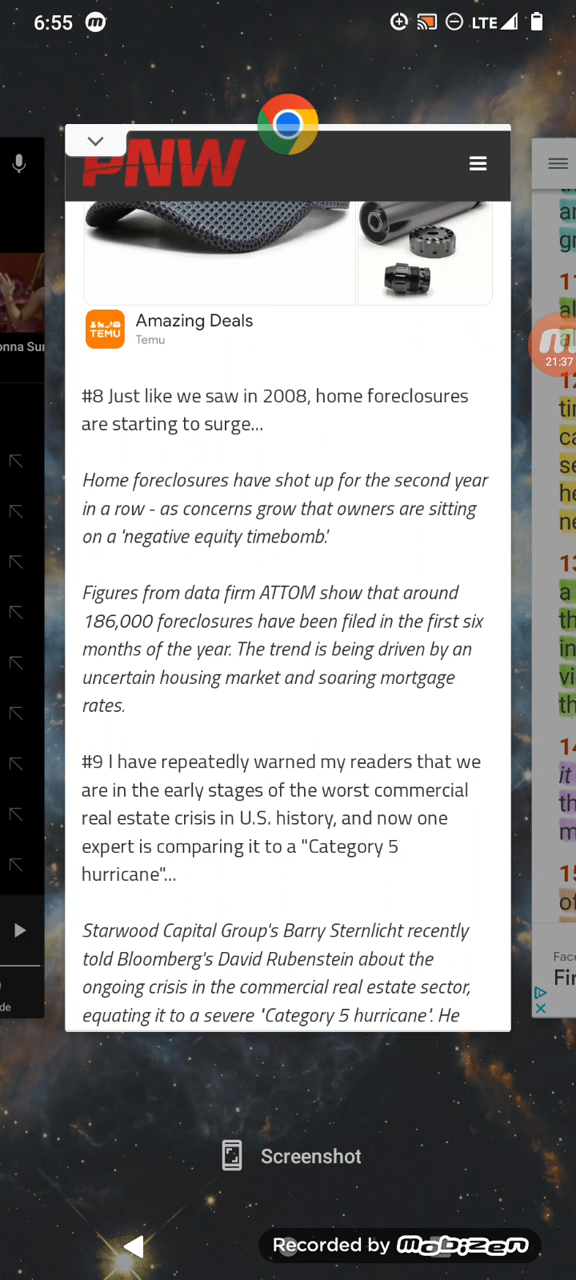 6:55
LTE
PNW
TEMU
Amazing Deals
Temu
#8 Just like we saw in 2008, home foreclosures
are starting to surge...
Home foreclosures have shot up for the second year
in a row - as concerns grow that owners are sitting
on a 'negative equity timebomb.'
Figures from data firm ATTOM show that around
186,000 foreclosures have been filed in the first six
months of the year. The trend is being driven by an
uncertain housing market and soaring mortgage
rates.
#9 I have repeatedly warned my readers that we
are in the early stages of the worst commercial
real estate crisis in U.S. history, and now one
expert is comparing it to a "Category 5
hurricane"...
Starwood Capital Group's Barry Sternlicht recently
told Bloomberg's David Rubenstein about the
ongoing crisis in the commercial real estate sector,
equating it to a severe 'Category 5 hurricane'. He
21:37
14
it
Screenshot
Recorded by mobizen